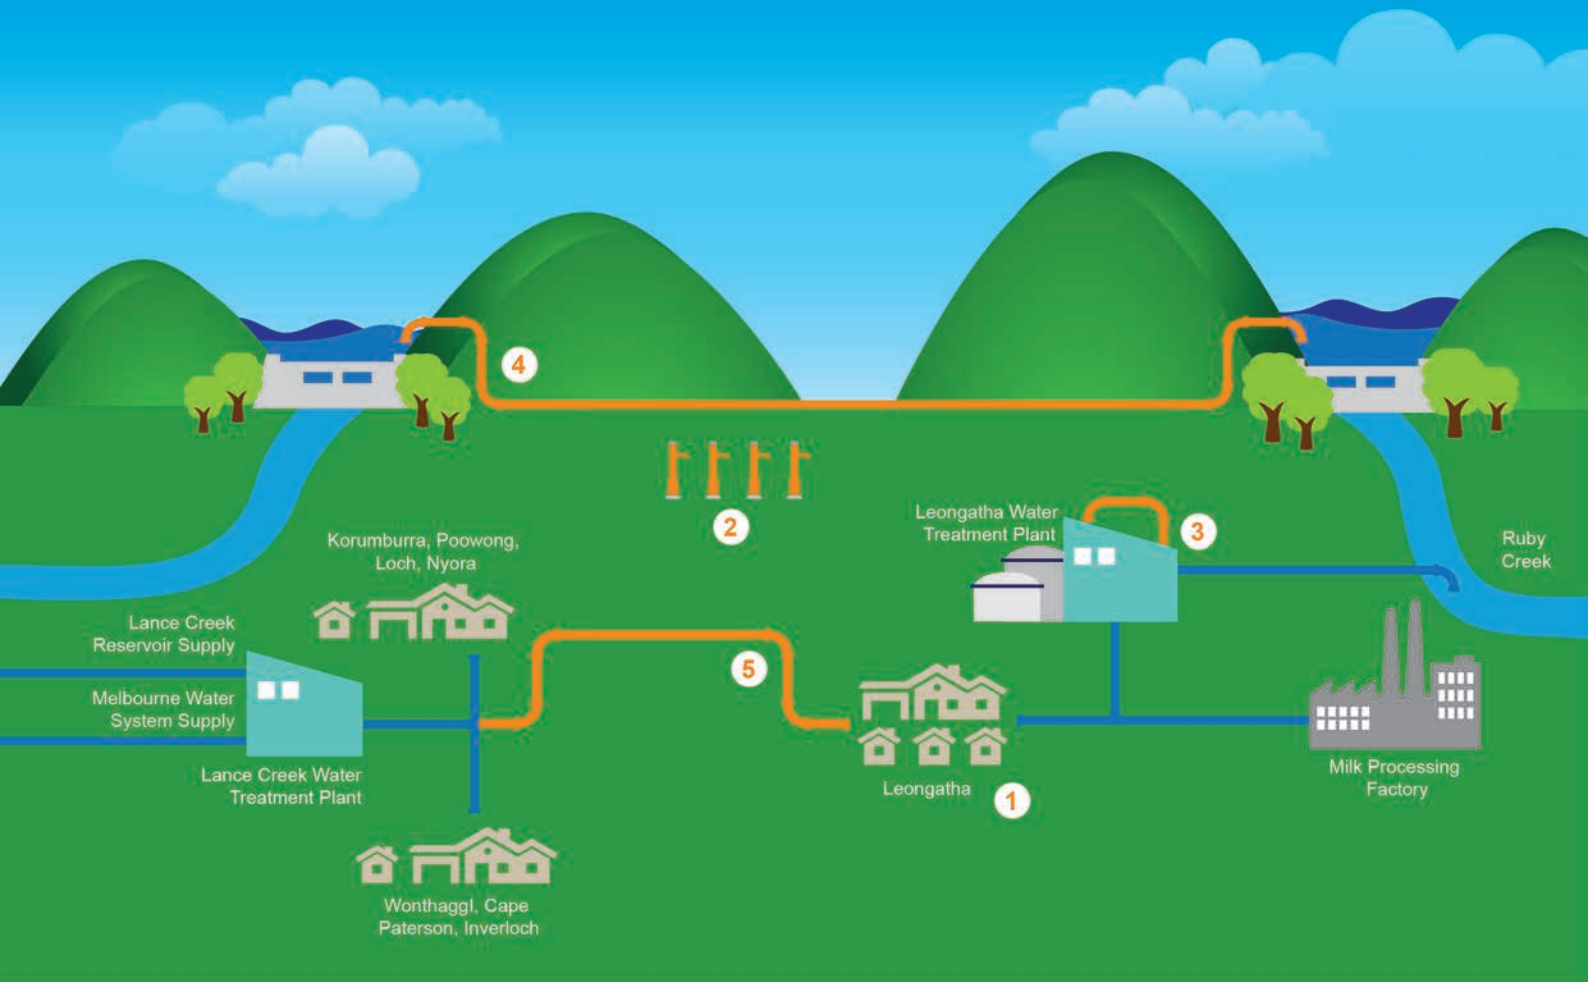 4
2
Leongatha Water
Treatment Plant
3
Ruby
Creek
Korumburra, Poowong,
Loch, Nyora
Lance Creek
Reservoir Supply
Melbourne Water
System Supply
5
Lance Creek Water
Treatment Plant
Leongatha
1
Milk Processing
Factory
WonthaggI, Cape
Paterson, Inverloch